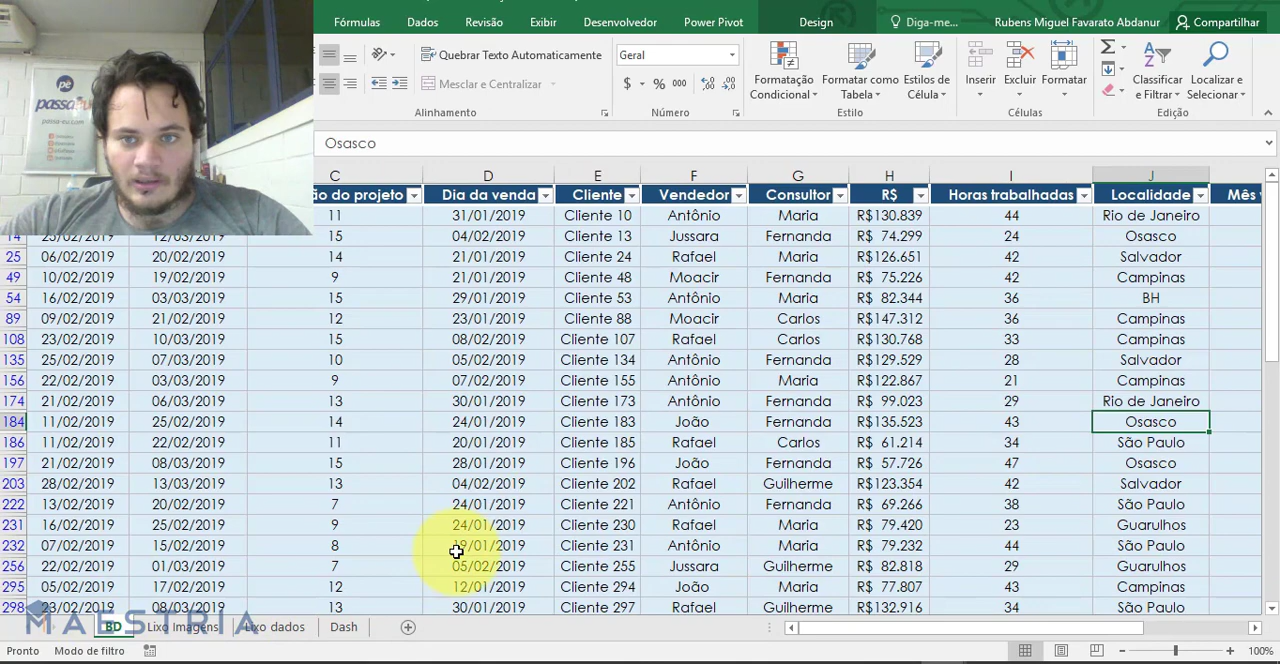 Fórmulas Dados Revisão Exibir Desenvolvedor Power Pivot Design Diga-me... Rubens Miguel Favarato Abdanur Compartilhar
Quebrar Texto Automaticamente Geral
Mesclar e Centralizar $ % 000
Formatação Condicional Formatar como Tabela Estilos de Célula Inserir Excluir Formatar Classificar e Filtrar Localizar e Selecionar
Alinhamento Número Estilo Células Edição
pé
Osasco
C D E F G H I J
ão do projeto Dia da venda Cliente Vendedor Consultor R$ Horas trabalhadas Localidade Mês
11 31/01/2019 Cliente 10 Antônio Maria R$130.839 44 Rio de Janeiro
14 25/02/2019 12/03/2019 15 04/02/2019 Cliente 13 Jussara Fernanda R$ 74.299 24 Osasco
25 06/02/2019 20/02/2019 14 21/01/2019 Cliente 24 Rafael Maria R$126.651 42 Salvador
49 10/02/2019 19/02/2019 9 21/01/2019 Cliente 48 Moacir Fernanda R$ 75.226 42 Campinas
54 16/02/2019 03/03/2019 15 29/01/2019 Cliente 53 Antônio Maria R$ 82.344 36 BH
89 09/02/2019 21/02/2019 12 23/01/2019 Cliente 88 Moacir Carlos R$147.312 36 Campinas
108 23/02/2019 10/03/2019 15 08/02/2019 Cliente 107 Rafael Carlos R$130.768 33 Campinas
135 25/02/2019 07/03/2019 10 05/02/2019 Cliente 134 Antônio Fernanda R$129.529 28 Salvador
156 22/02/2019 03/03/2019 9 07/02/2019 Cliente 155 Antônio Maria R$122.867 21 Campinas
174 21/02/2019 06/03/2019 13 30/01/2019 Cliente 173 Antônio Fernanda R$ 99.023 29 Rio de Janeiro
184 11/02/2019 25/02/2019 14 24/01/2019 Cliente 183 João Fernanda R$135.523 43 Osasco
186 11/02/2019 22/02/2019 11 20/01/2019 Cliente 185 Rafael Carlos R$ 61.214 34 São Paulo
197 21/02/2019 08/03/2019 15 28/01/2019 Cliente 196 João Fernanda R$ 57.726 47 Osasco
203 28/02/2019 13/03/2019 13 04/02/2019 Cliente 202 Rafael Guilherme R$123.354 42 Salvador
222 13/02/2019 20/02/2019 7 24/01/2019 Cliente 221 Antônio Fernanda R$ 69.266 38 São Paulo
231 16/02/2019 25/02/2019 9 24/01/2019 Cliente 230 Rafael Maria R$ 79.420 23 Guarulhos
232 07/02/2019 15/02/2019 8 19/01/2019 Cliente 231 Antônio Maria R$ 79.232 44 São Paulo
256 22/02/2019 01/03/2019 7 05/02/2019 Cliente 255 Jussara Guilherme R$ 82.818 29 Guarulhos
295 05/02/2019 17/02/2019 12 12/01/2019 Cliente 294 João Maria R$ 77.807 43 Campinas
298 23/02/2019 08/03/2019 13 30/01/2019 Cliente 297 Rafael Fernanda R$132.916 34 São Paulo
MAESTRIA
BD Lixo Imagens Lixo dados Dash
Pronto Modo de filtro 100%